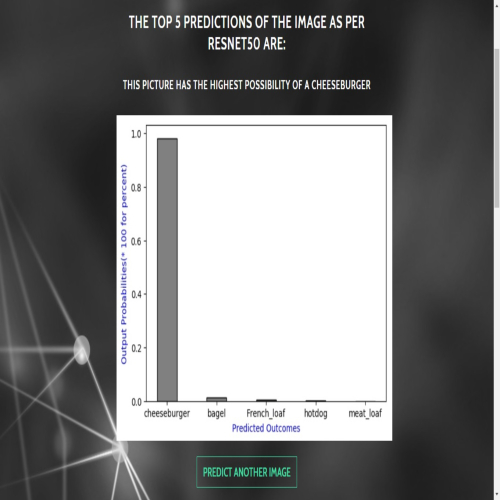 THE TOP 5 PREDICTIONS OF THE IMAGE AS PER
RESNET50 ARE:
THIS PICTURE HAS THE HIGHEST POSSIBILITY OF A CHEESEBURGER
Output Probabilities(* 100 for percent)
1.0
0.8
0.6
0.4
0.2
0.0
cheeseburger bagel French_loaf hotdog meat_loaf
Predicted Outcomes
PREDICT ANOTHER IMAGE